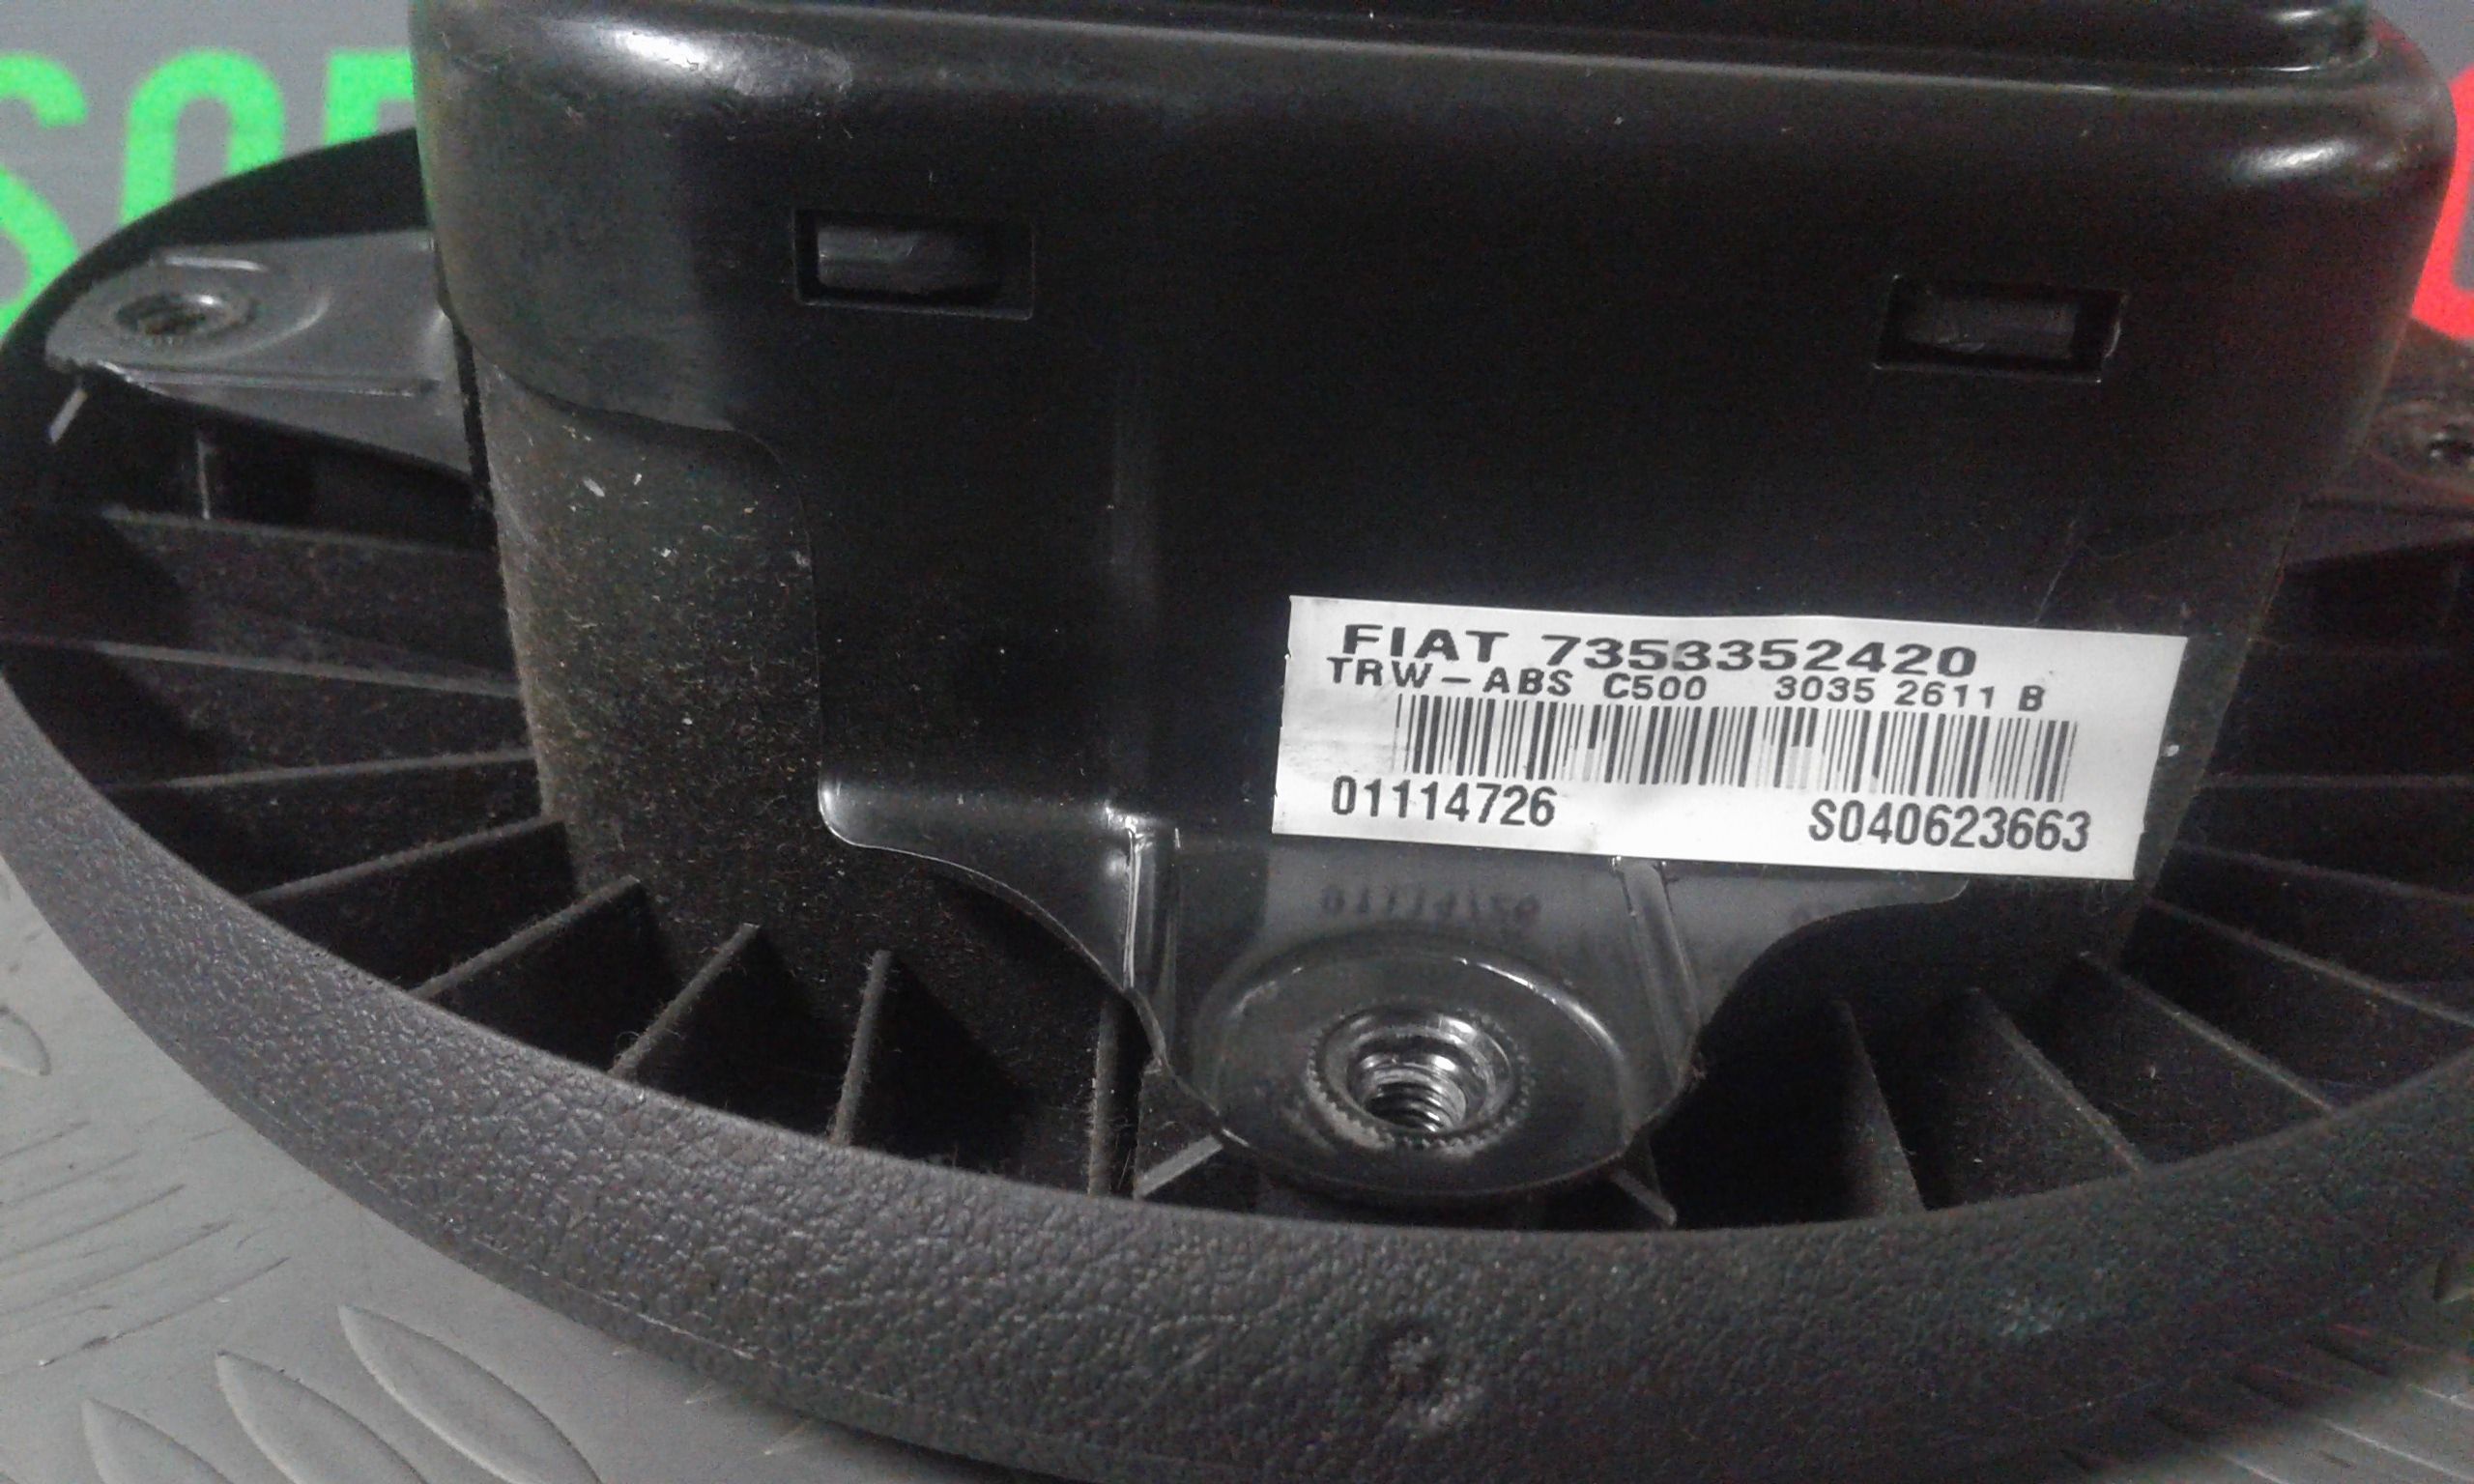 FIAT 7353352420
TRW-ABS C500 3035 2611 B
01114726 S040623663